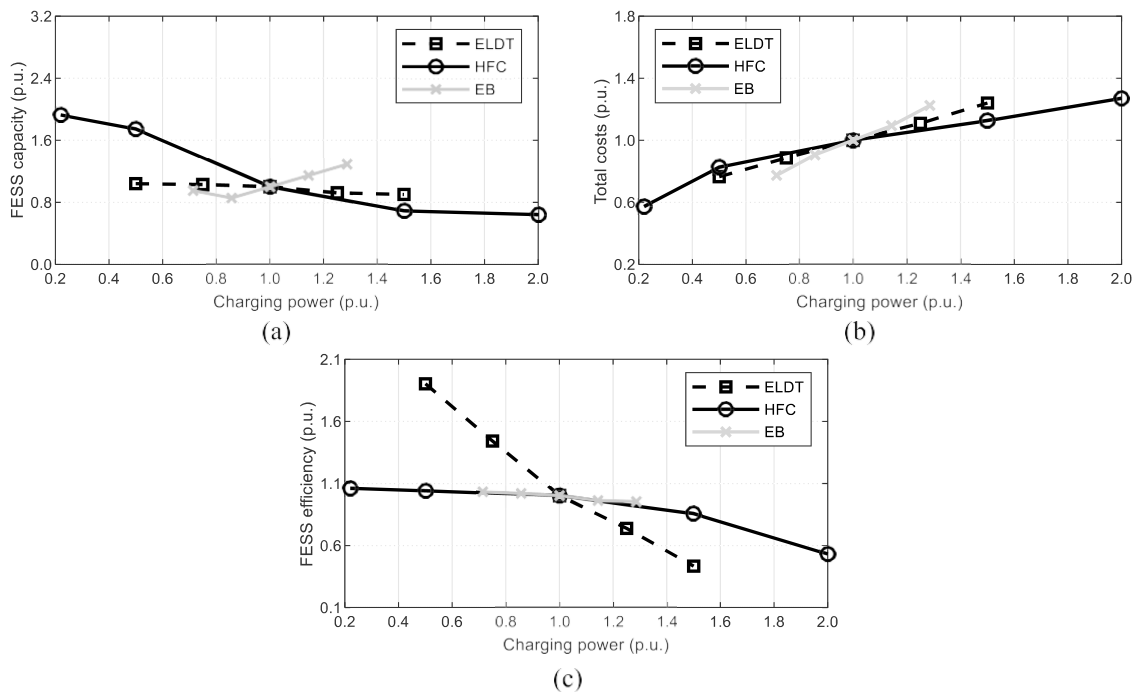 3.2
2.4
1.6
0.8
0.0
FESS capacity (p.u.)
ELDT
HFC
EB
0.2 0.4 0.6 0.8 1.0 1.2 1.4 1.6 1.8 2.0
Charging power (p.u.)
(a)
1.8
1.4
1.0
0.6
0.2
Total costs (p.u.)
ELDT
HFC
EB
0.2 0.4 0.6 0.8 1.0 1.2 1.4 1.6 1.8 2.0
Charging power (p.u.)
(b)
2.1
1.6
1.1
0.6
0.1
FESS efficiency (p.u.)
ELDT
HFC
EB
0.2 0.4 0.6 0.8 1.0 1.2 1.4 1.6 1.8 2.0
Charging power (p.u.)
(c)